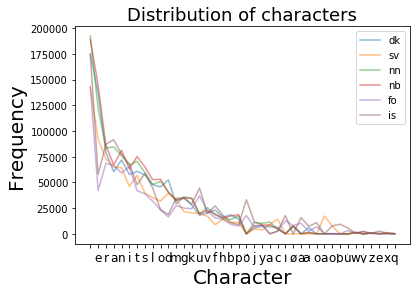 Distribution of characters
Frequency
200000
175000
150000
125000
100000
75000
50000
25000
0
dk
sv
nn
nb
fo
is
e r a n i t s l o d m g k u v f h b p j y c w z x q
Character